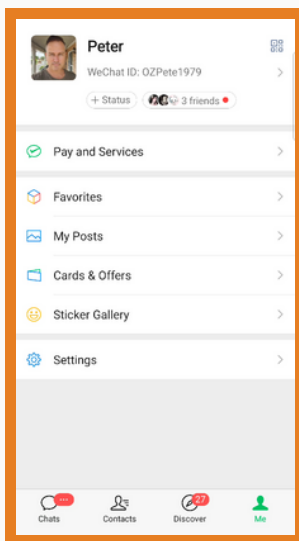 Peter
WeChat ID: OZPete1979
+ Status
3 friends
Pay and Services
Favorites
My Posts
Cards & Offers
Sticker Gallery
Settings
...
27
Chats
Contacts
Discover
Me